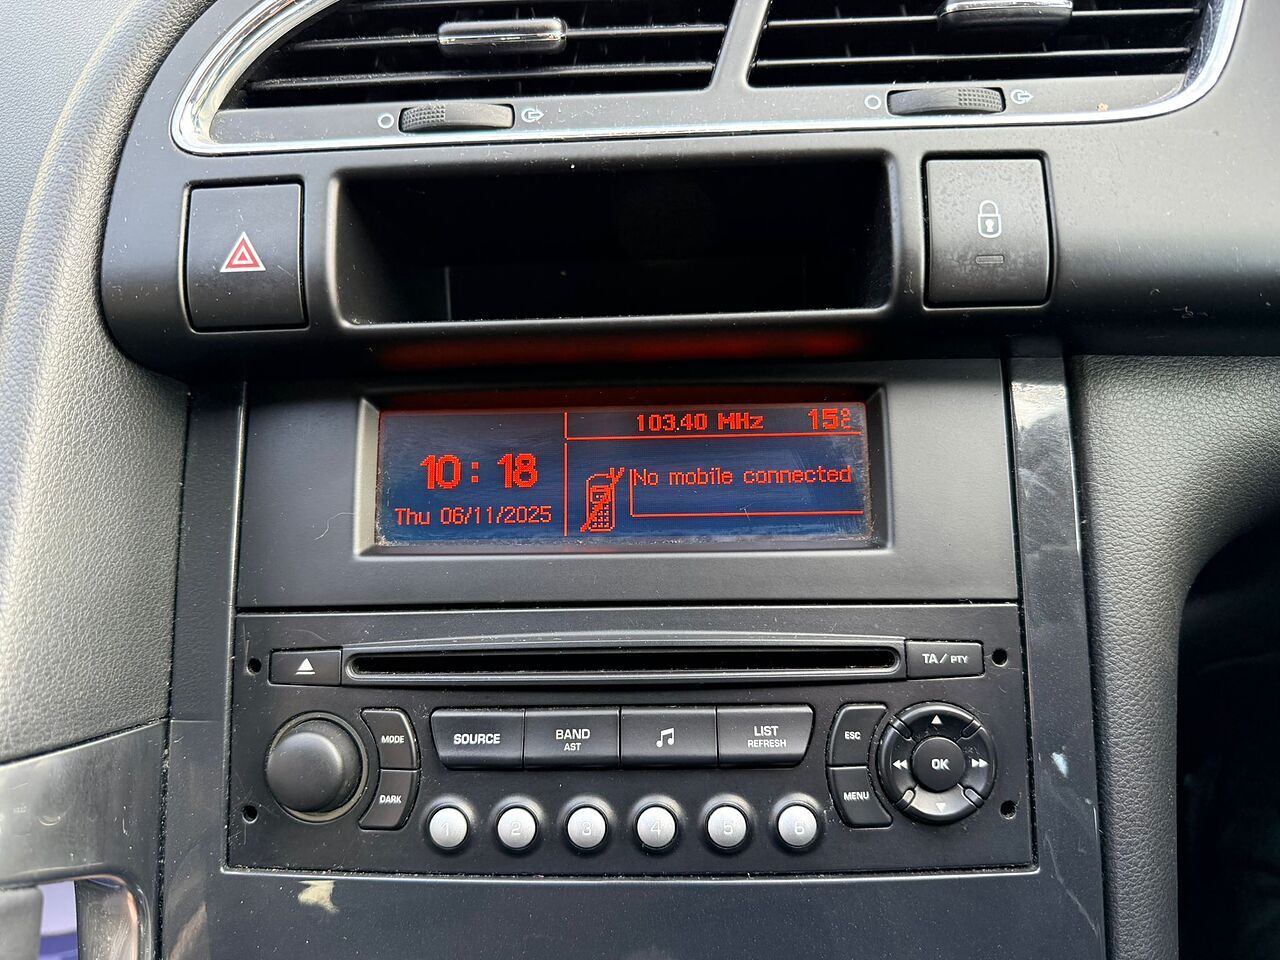 103.40 MHz 15°C
10:18
No mobile connected
Thu 06/11/2025
TA/PTY
MODE
SOURCE
BAND
AST
LIST
REFRESH
ESC
OK
DARK
MENU
1 2 3 4 5 6